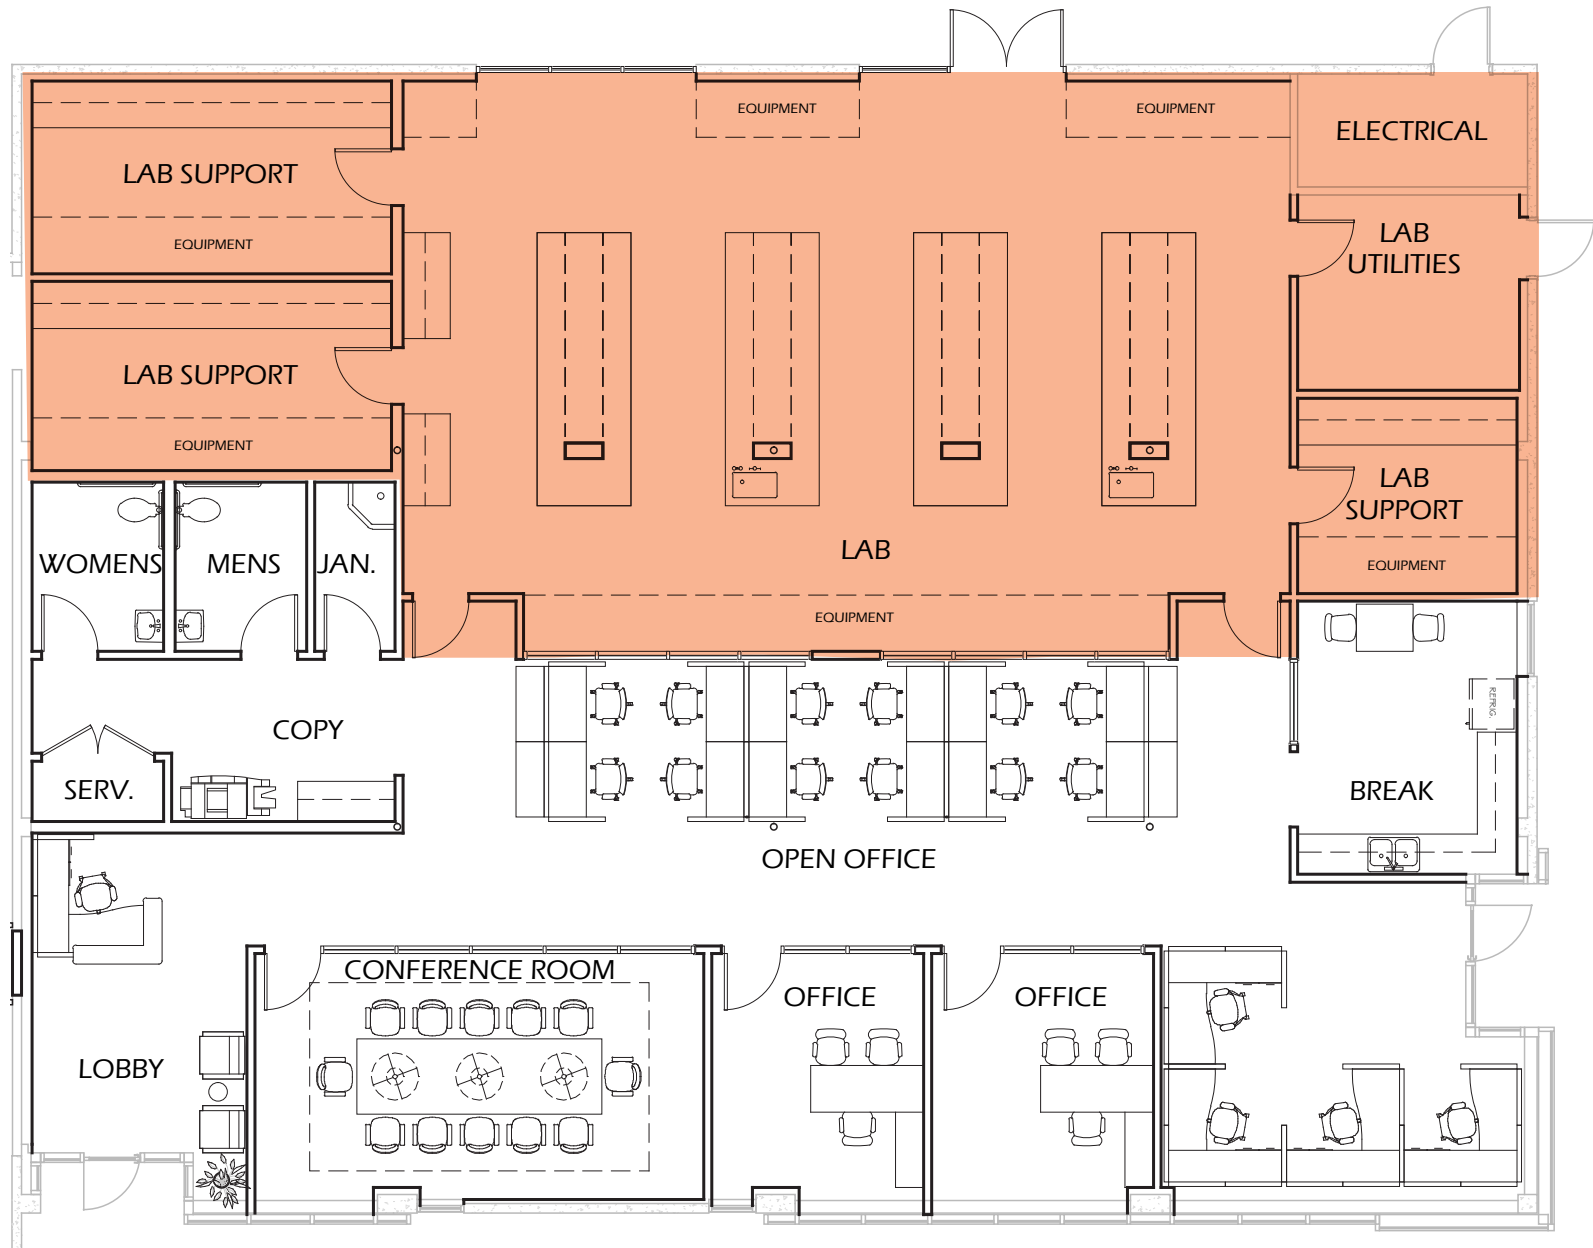 EQUIPMENT
EQUIPMENT
ELECTRICAL
LAB SUPPORT
EQUIPMENT
LAB
UTILITIES
LAB SUPPORT
EQUIPMENT
LAB
SUPPORT
EQUIPMENT
LAB
WOMENS
MENS
JAN.
EQUIPMENT
REFRIG.
COPY
SERV.
BREAK
OPEN OFFICE
CONFERENCE ROOM
OFFICE
OFFICE
LOBBY